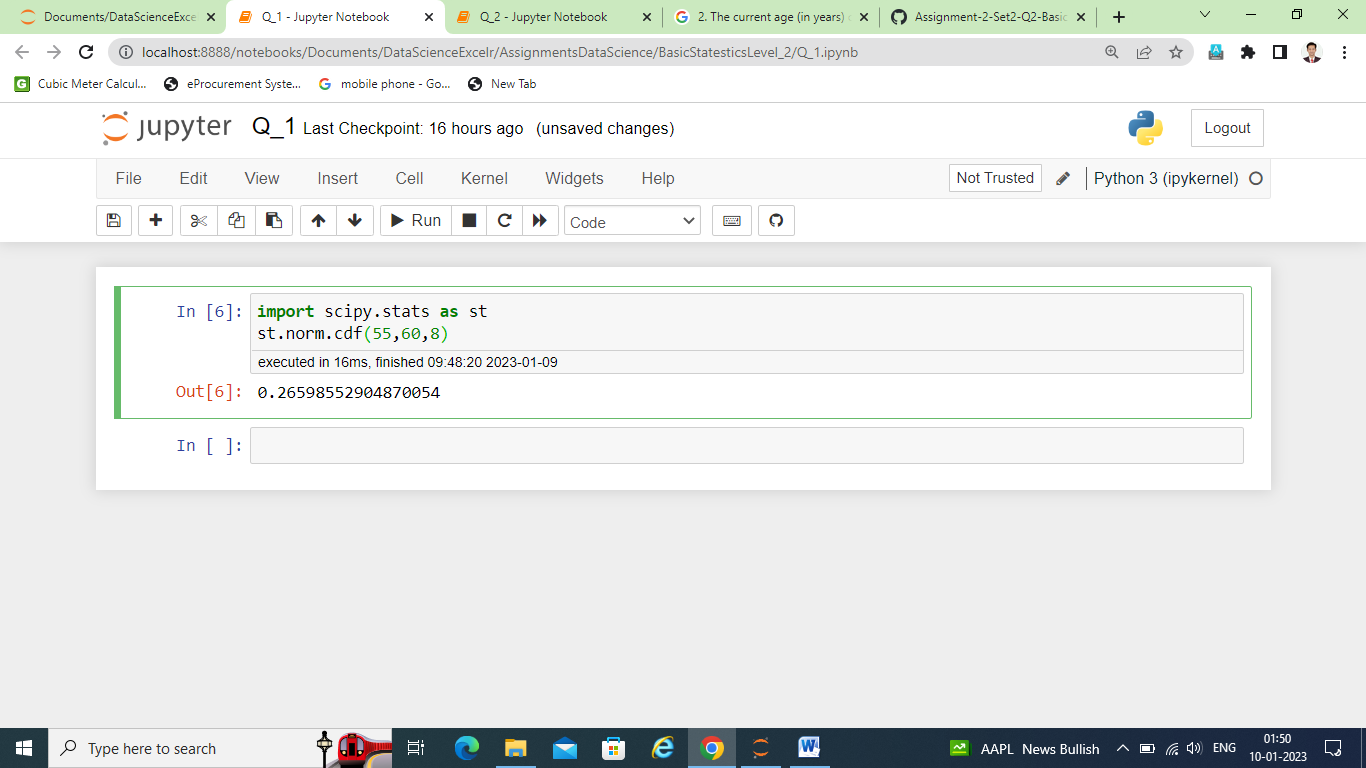 Documents/DataScienceExce
Q_1 - Jupyter Notebook
Q_2 - Jupyter Notebook
2. The current age (in years)
Assignment-2-Set2-Q2-Basic
localhost:8888/notebooks/Documents/DataScienceExcelr/AssignmentsDataScience/BasicStatesticsLevel_2/Q_1.ipynb
Cubic Meter Calcul...
eProcurement Syste...
mobile phone - Go...
New Tab
jupyter Q_1 Last Checkpoint: 16 hours ago (unsaved changes)
Logout
File Edit View Insert Cell Kernel Widgets Help
Not Trusted
Python 3 (ipykernel)
Run
Code
In [6]: import scipy.stats as st
st.norm.cdf(55,60,8)
executed in 16ms, finished 09:48:20 2023-01-09
Out[6]: 0.26598552904870054
In [ ]:
Type here to search
AAPL News Bullish
ENG
01:50
10-01-2023